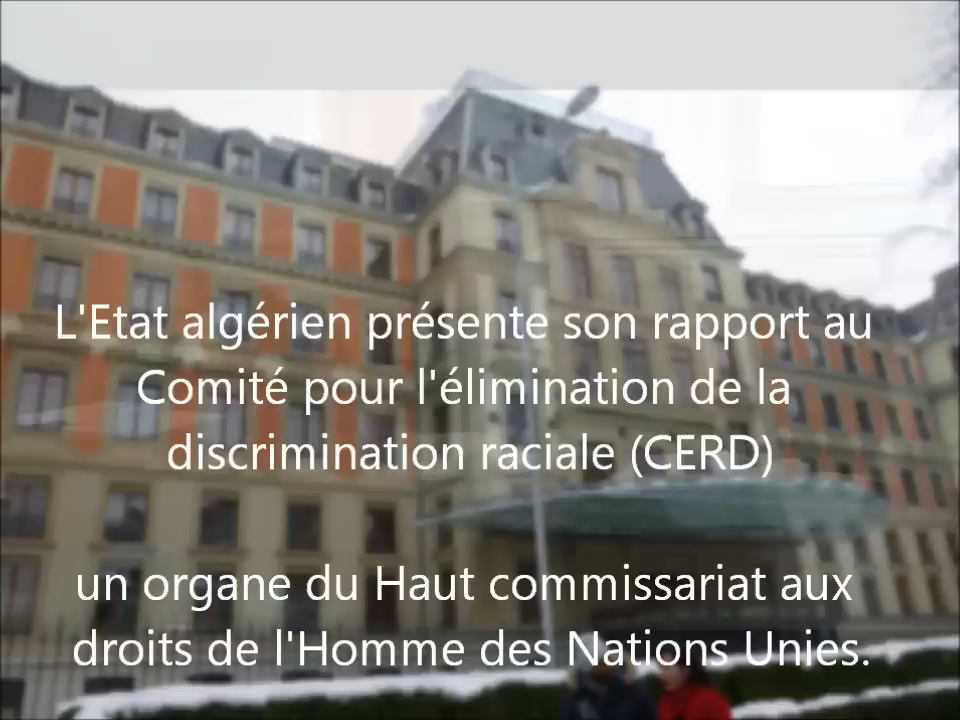 L'Etat algérien présente son rapport au
Comité pour l'élimination de la
discrimination raciale (CERD)
un organe du Haut commissariat aux
droits de l'Homme des Nations Unies.